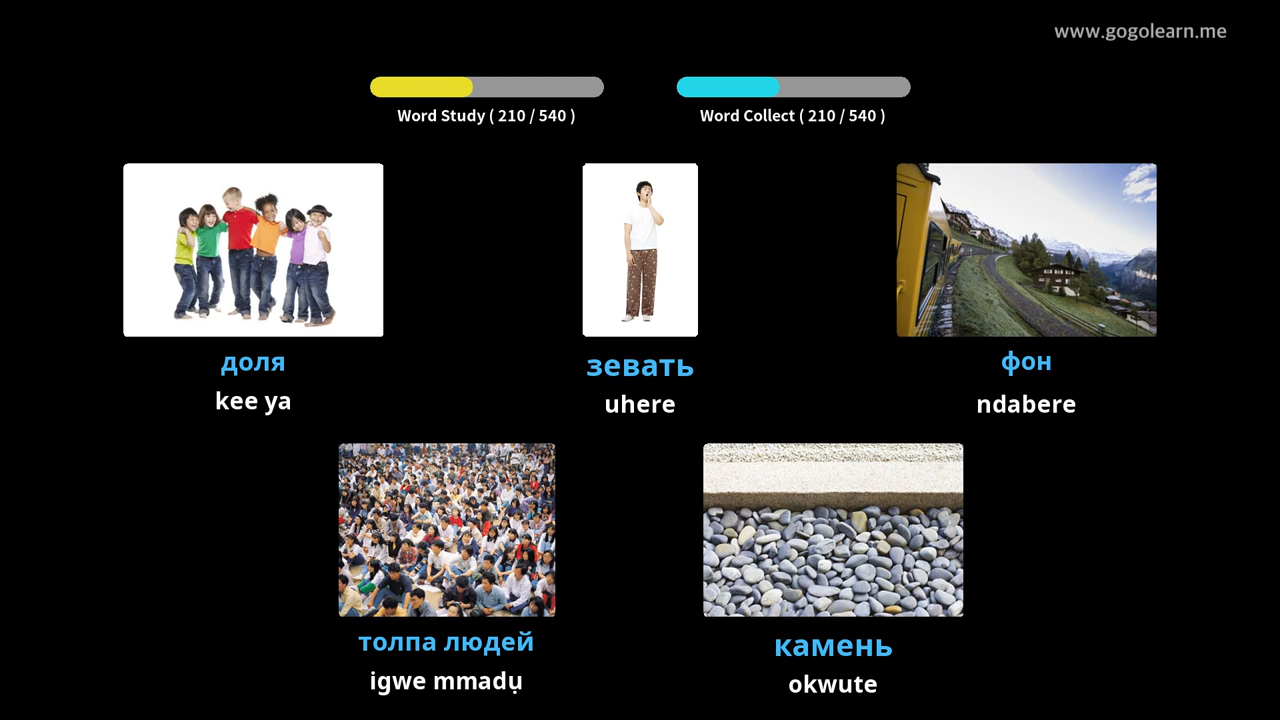 www.gogolearn.me
Word Study ( 210 / 540 )
Word Collect ( 210 / 540 )
доля
kee ya
зевать
uhere
фон
ndabere
толпа людей
igwe mmadụ
камень
okwute